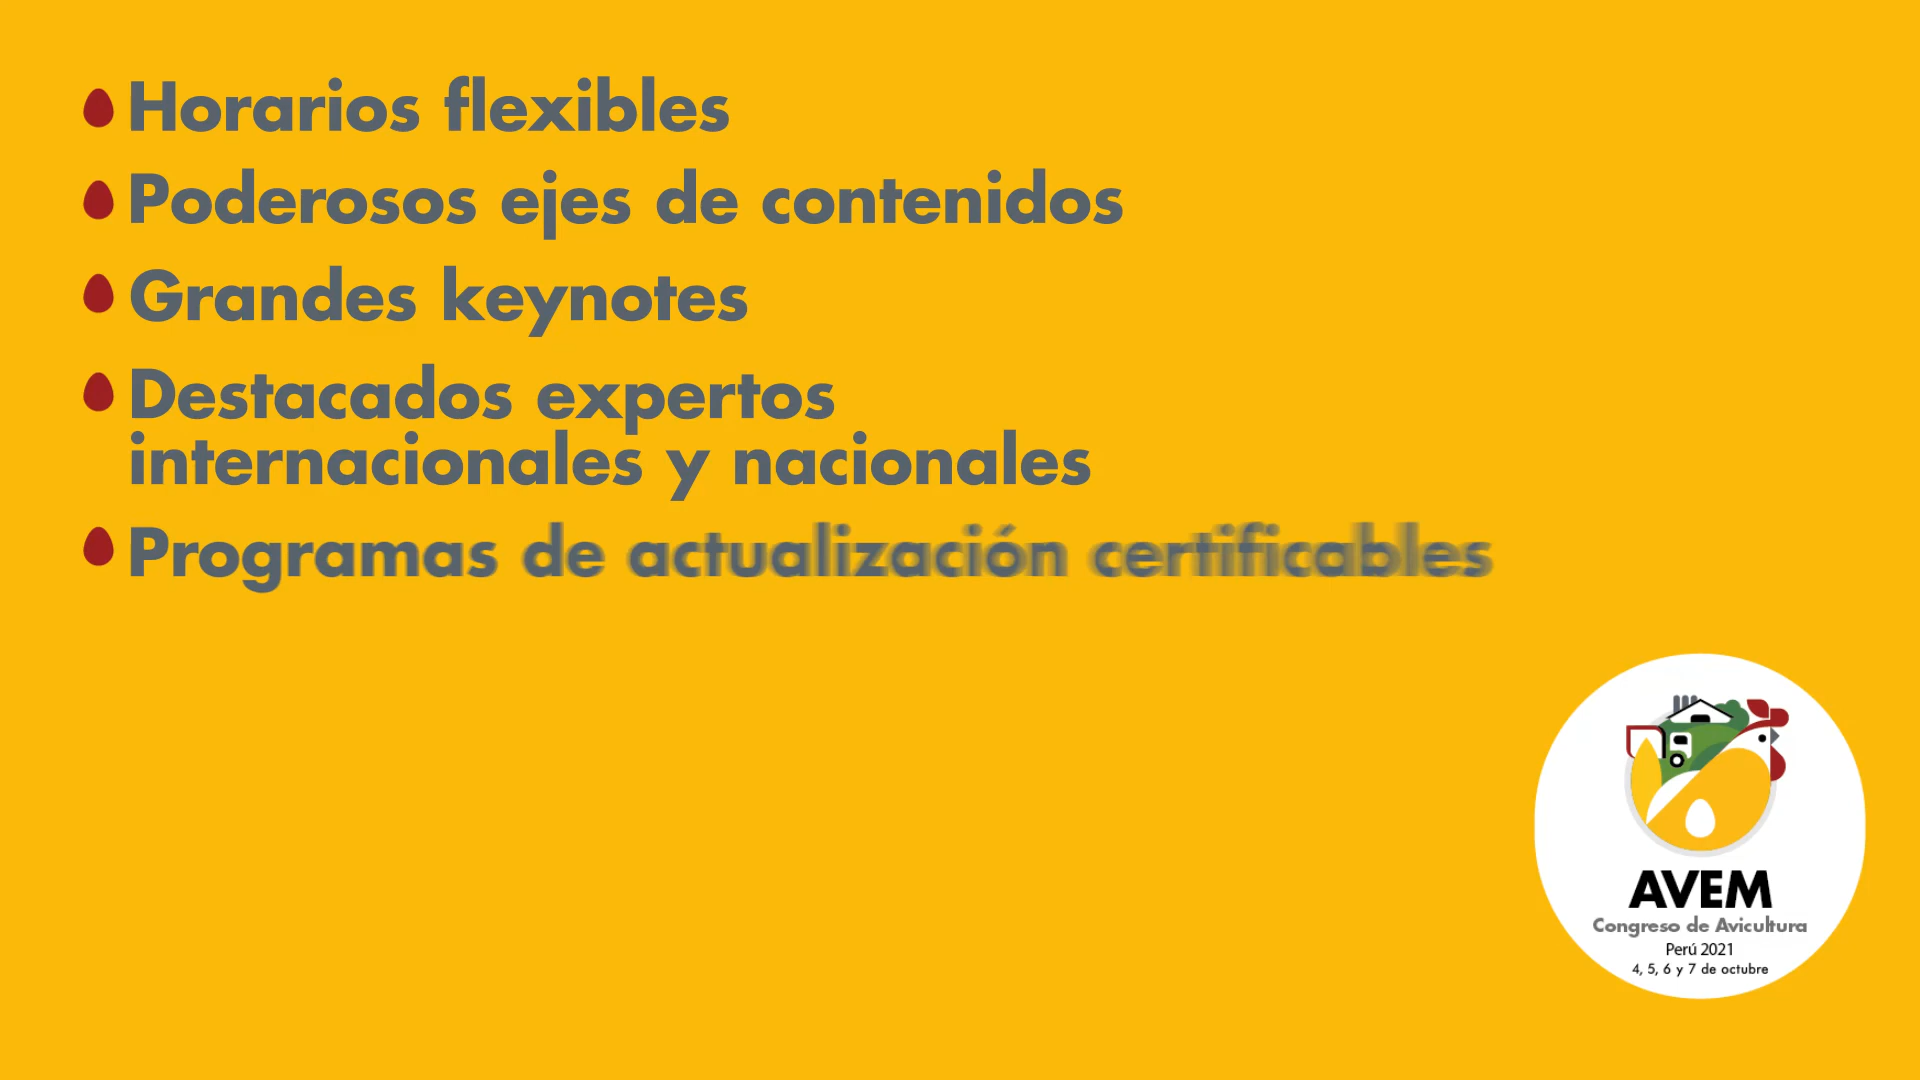 Horarios flexibles
Poderosos ejes de contenidos
Grandes keynotes
Destacados expertos
internacionales y nacionales
Programas de actualización certificables
AVEM
Congreso de Avicultura
Perú 2021
4, 5, 6 y 7 de octubre